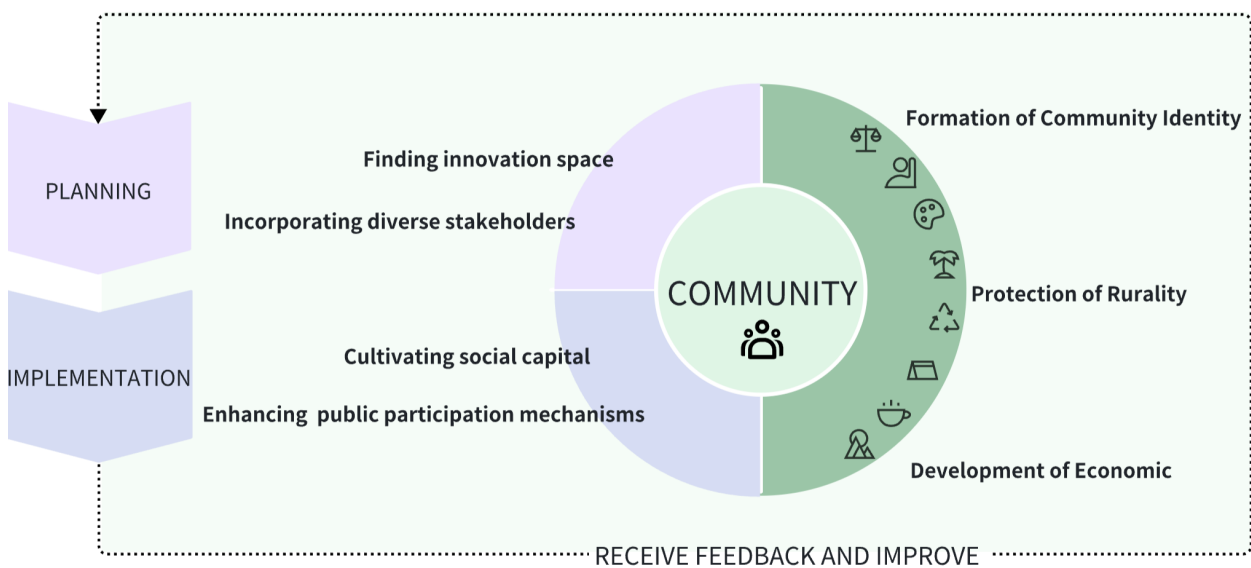 PLANNING
IMPLEMENTATION
Finding innovation space
Incorporating diverse stakeholders
Cultivating social capital
Enhancing  public participation mechanisms
COMMUNITY
Formation of Community Identity
Protection of Rurality
Development of Economic
RECEIVE FEEDBACK AND IMPROVE